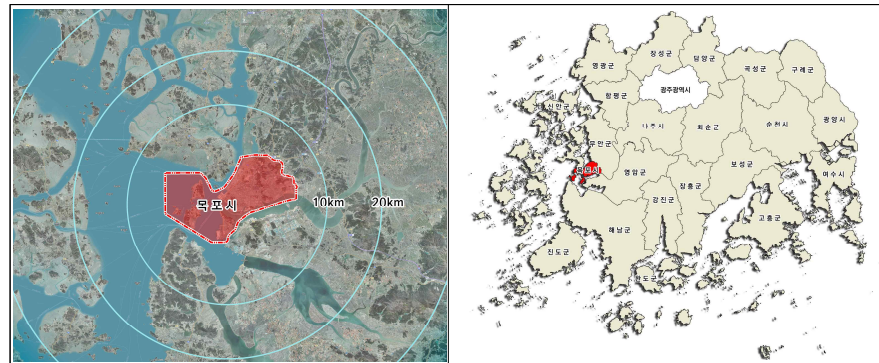 목포시
10km
20km
장성군
담양군
영광군
곡성군
구례군
함평군
광주광역시
신안군
나주시
화순군
순천시
광양시
무안군
목포시
영암군
보성군
여수시
장흥군
강진군
고흥군
해남군
진도군
완도군